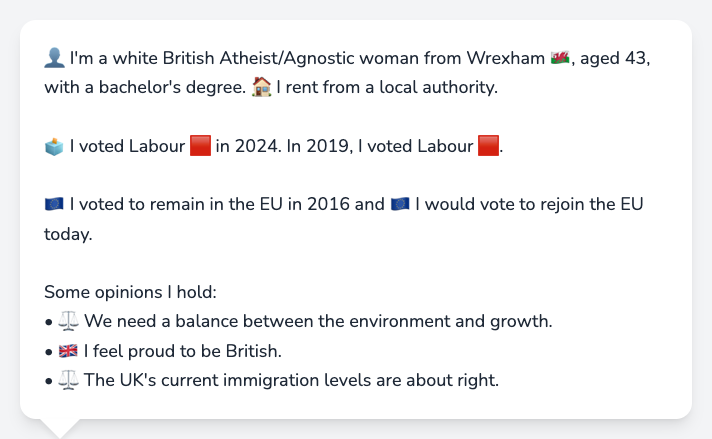 👤 I'm a white British Atheist/Agnostic woman from Wrexham 🏴󠁧󠁢󠁷󠁬󠁳󠁿, aged 43,
with a bachelor's degree. 🏠 I rent from a local authority.
🗳️ I voted Labour 🟥 in 2024. In 2019, I voted Labour 🟥.
🇪🇺 I voted to remain in the EU in 2016 and 🇪🇺 I would vote to rejoin the EU
today.
Some opinions I hold:
• ⚖️ We need a balance between the environment and growth.
• 🇬🇧 I feel proud to be British.
• ⚖️ The UK's current immigration levels are about right.